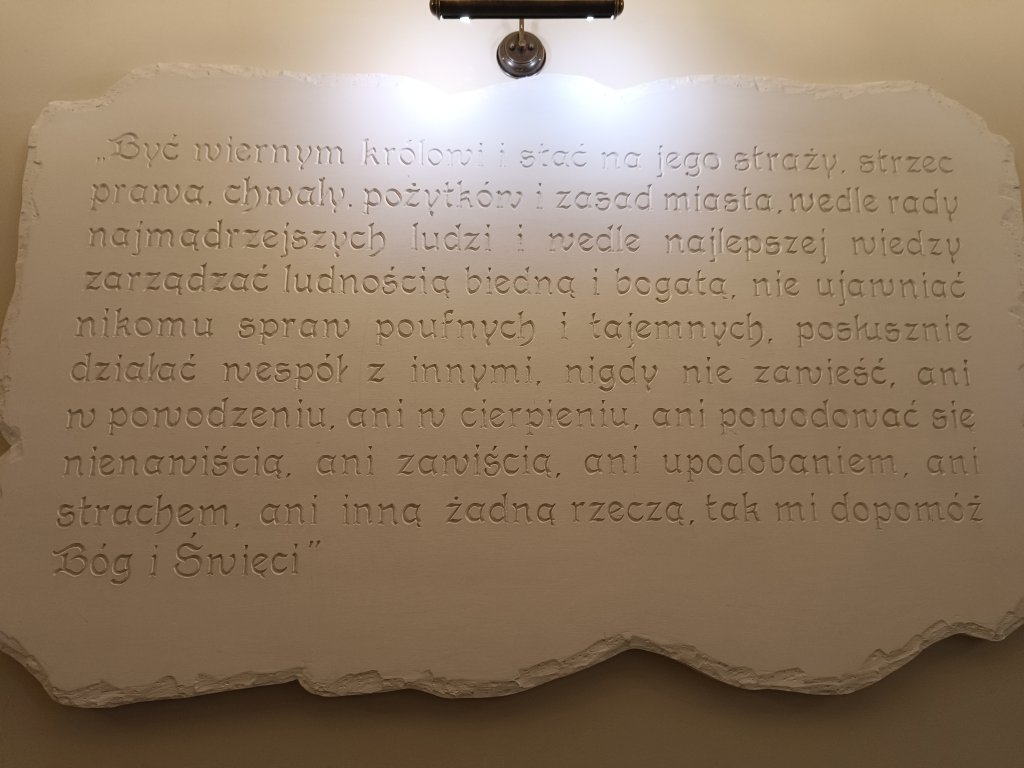 „Być wiernym królowi i stać na jego straży, strzec
prawa, chwały, pożytków i zasad miasta, wedle rady
najmądrzejszych ludzi i wedle najlepszej wiedzy
zarządzać ludnością biedną i bogatą, nie ujawniać
nikomu spraw poufnych i tajemnych, posłusznie
działać wespół z innymi, nigdy nie zawieść, ani
w powodzeniu, ani w cierpieniu, ani powodować się
nienawiścią, ani zawiścią, ani upodobaniem, ani
strachem, ani inną żadną rzeczą, tak mi dopomóż
Bóg i Święci”